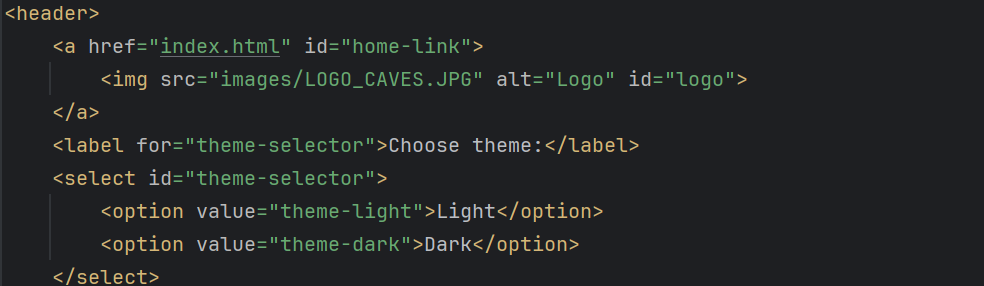 <header>
<a href="index.html" id="home-link">
<img src="images/LOGO_CAVES.JPG" alt="Logo" id="logo">
</a>
<label for="theme-selector">Choose theme:</label>
<select id="theme-selector">
<option value="theme-light">Light</option>
<option value="theme-dark">Dark</option>
</select>